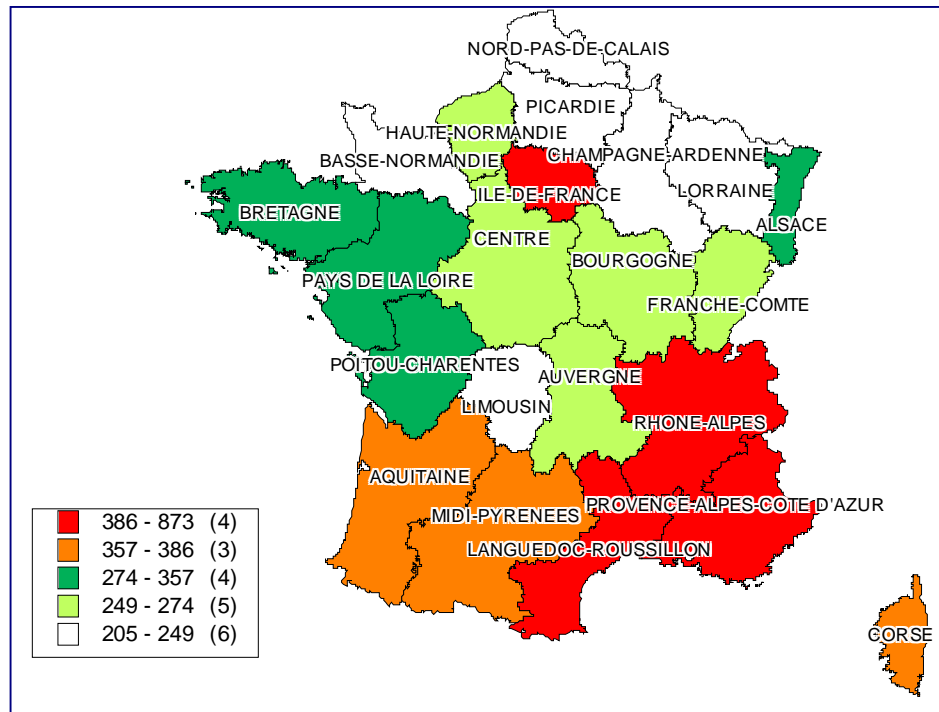 NORD-PAS-DE-CALAIS
PICARDIE
HAUTE-NORMANDIE
BASSE-NORMANDIE
CHAMPAGNE-ARDENNE
ILE-DE-FRANCE
LORRAINE
ALSACE
BRETAGNE
CENTRE
BOURGOGNE
PAYS DE LA LOIRE
FRANCHE-COMTE
POITOU-CHARENTES
AUVERGNE
LIMOUSIN
RHONE-ALPES
AQUITAINE
PROVENCE-ALPES-COTE D'AZUR
MIDI-PYRENEES
LANGUEDOC-ROUSSILLON
CORSE
386 - 873 (4)
357 - 386 (3)
274 - 357 (4)
249 - 274 (5)
205 - 249 (6)